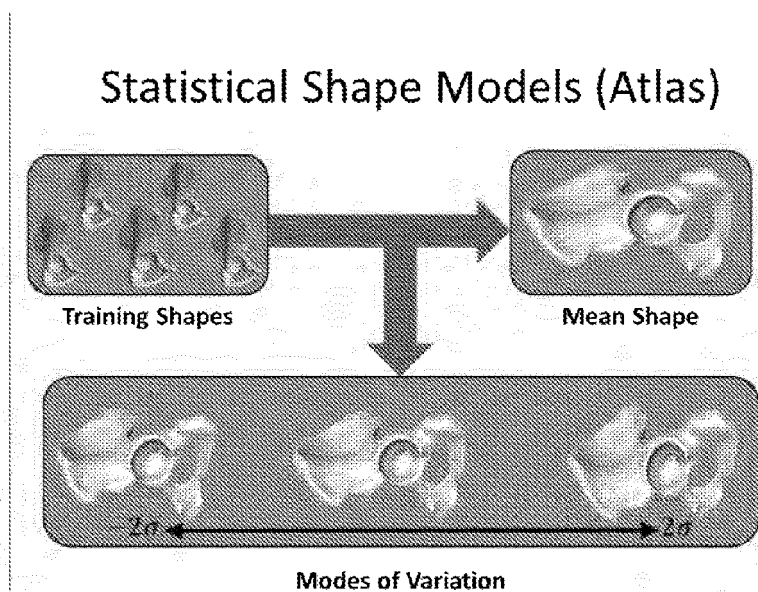 Statistical Shape Models (Atlas)
Training Shapes
Mean Shape
-2σ
2σ
Modes of Variation